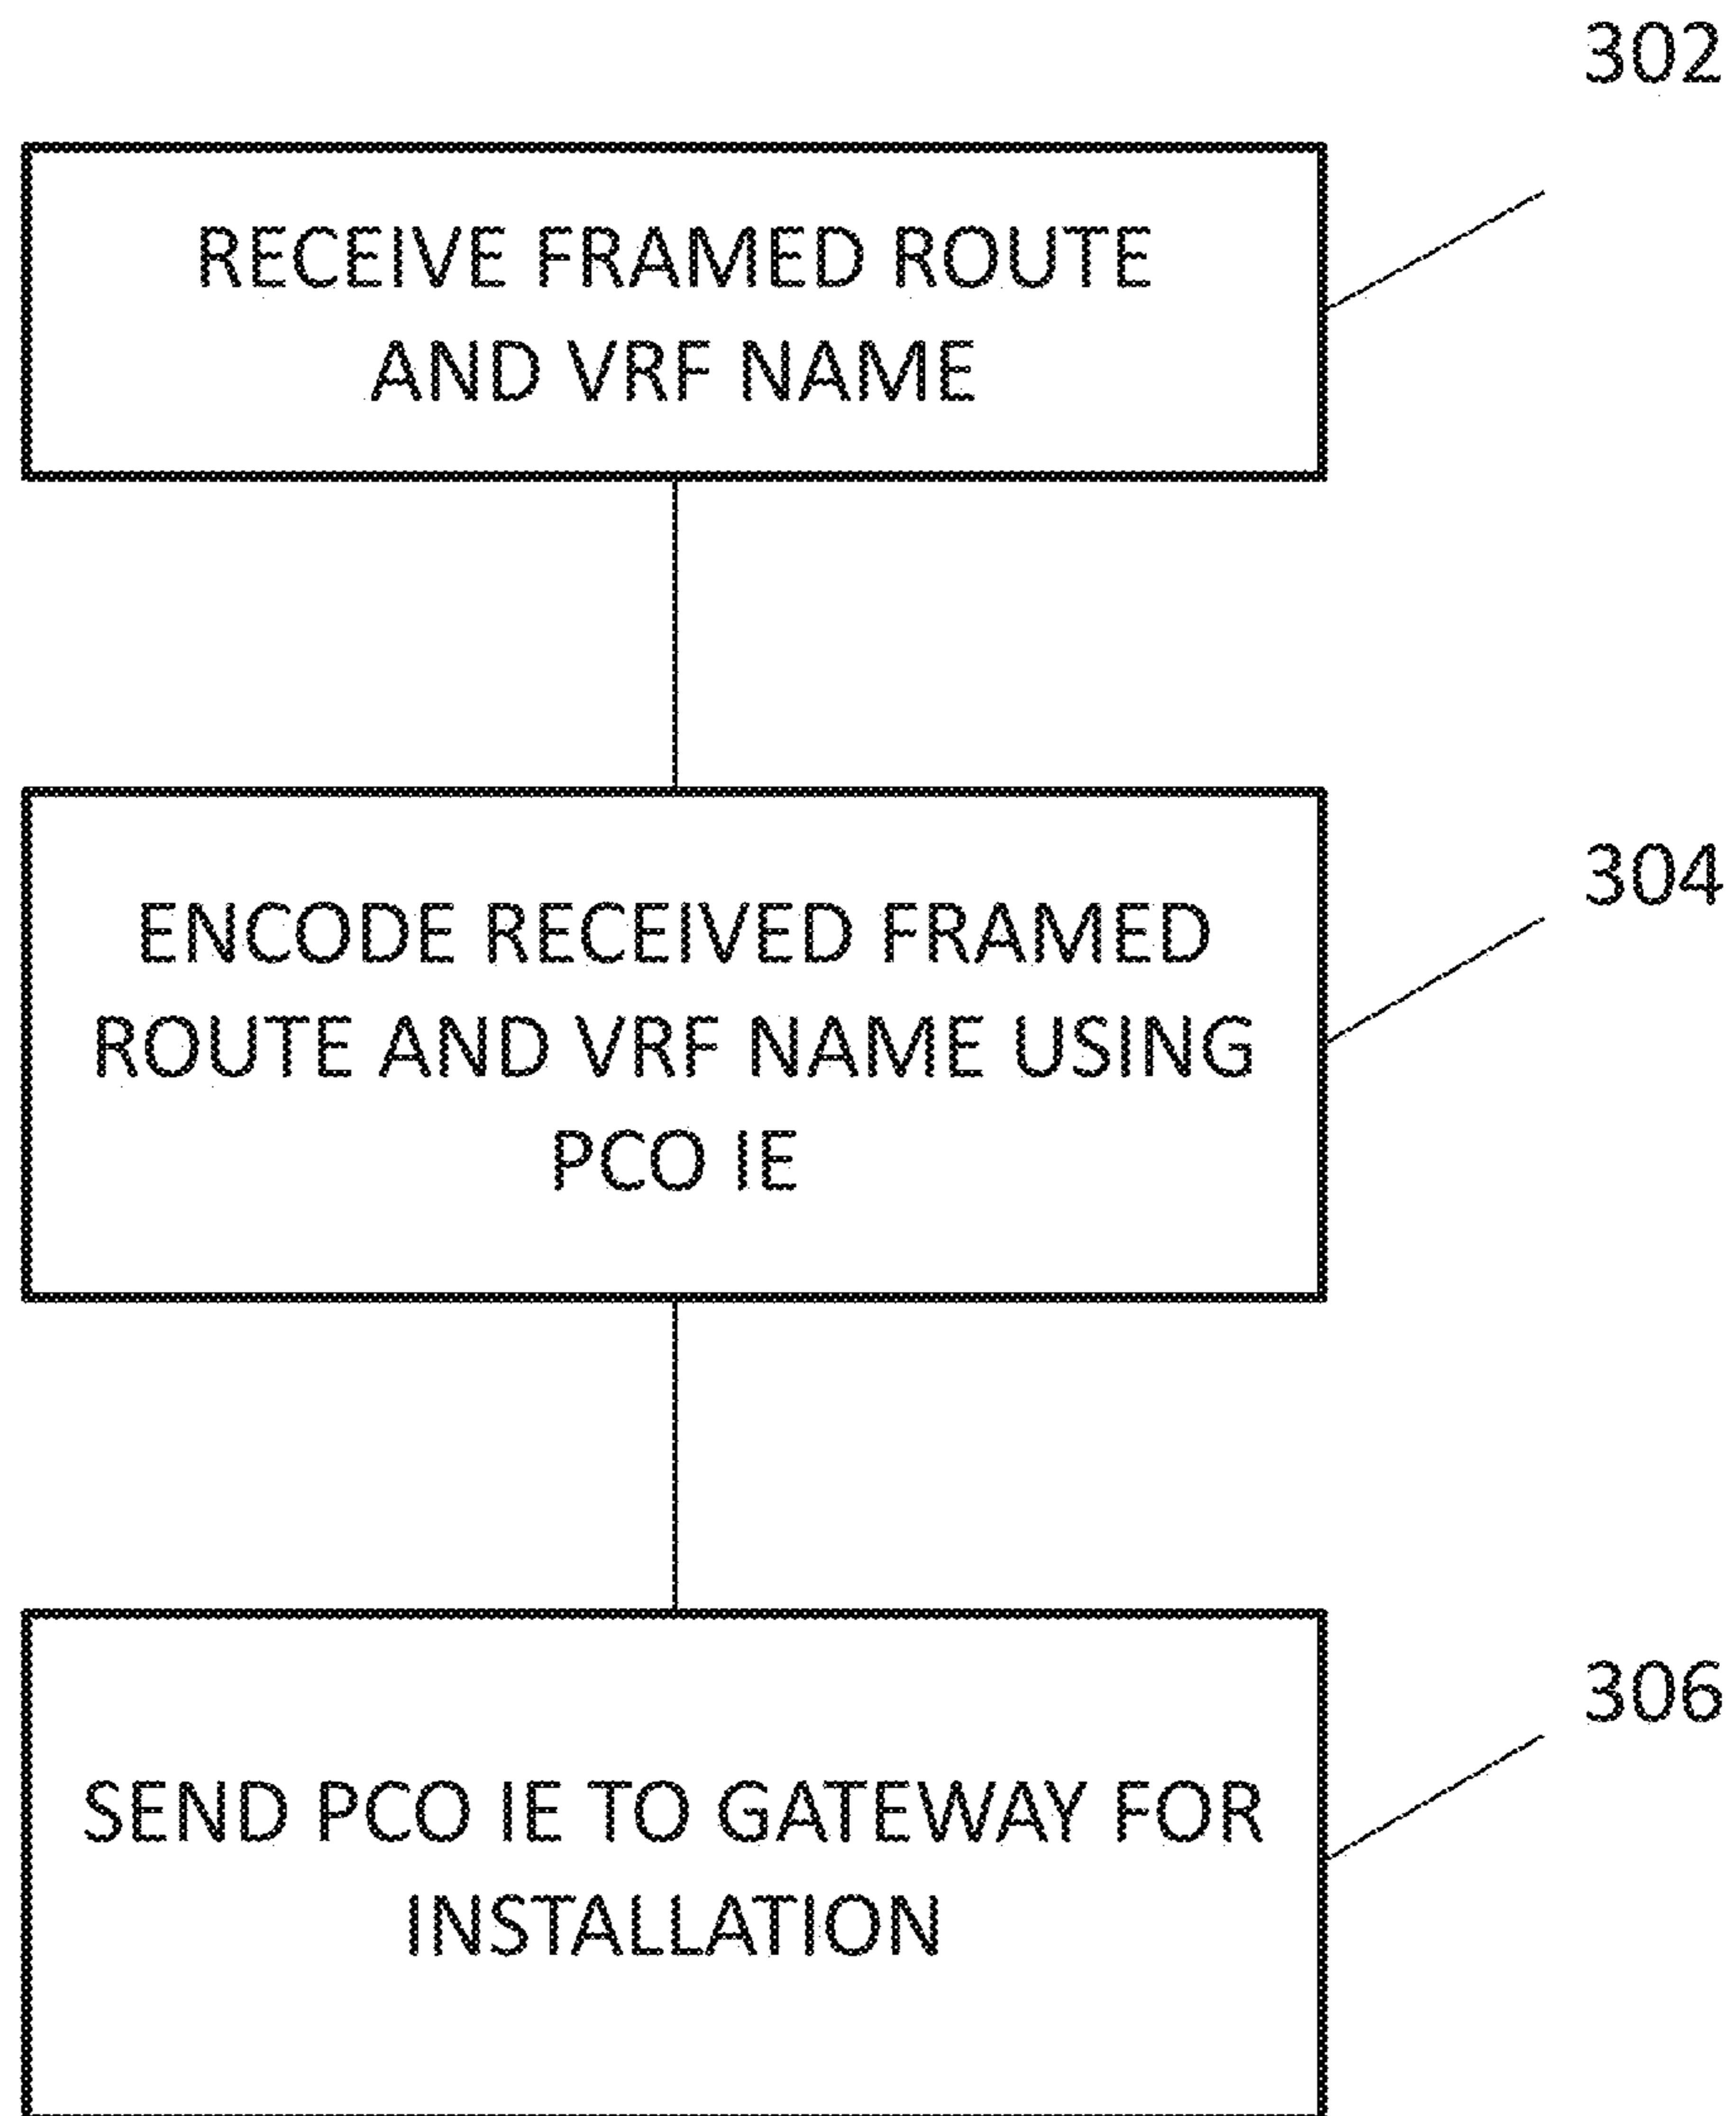 302
RECEIVE FRAMED ROUTE
AND VRF NAME
304
ENCODE RECEIVED FRAMED
ROUTE AND VRF NAME USING
PCO IE
306
SEND PCO IE TO GATEWAY FOR
INSTALLATION